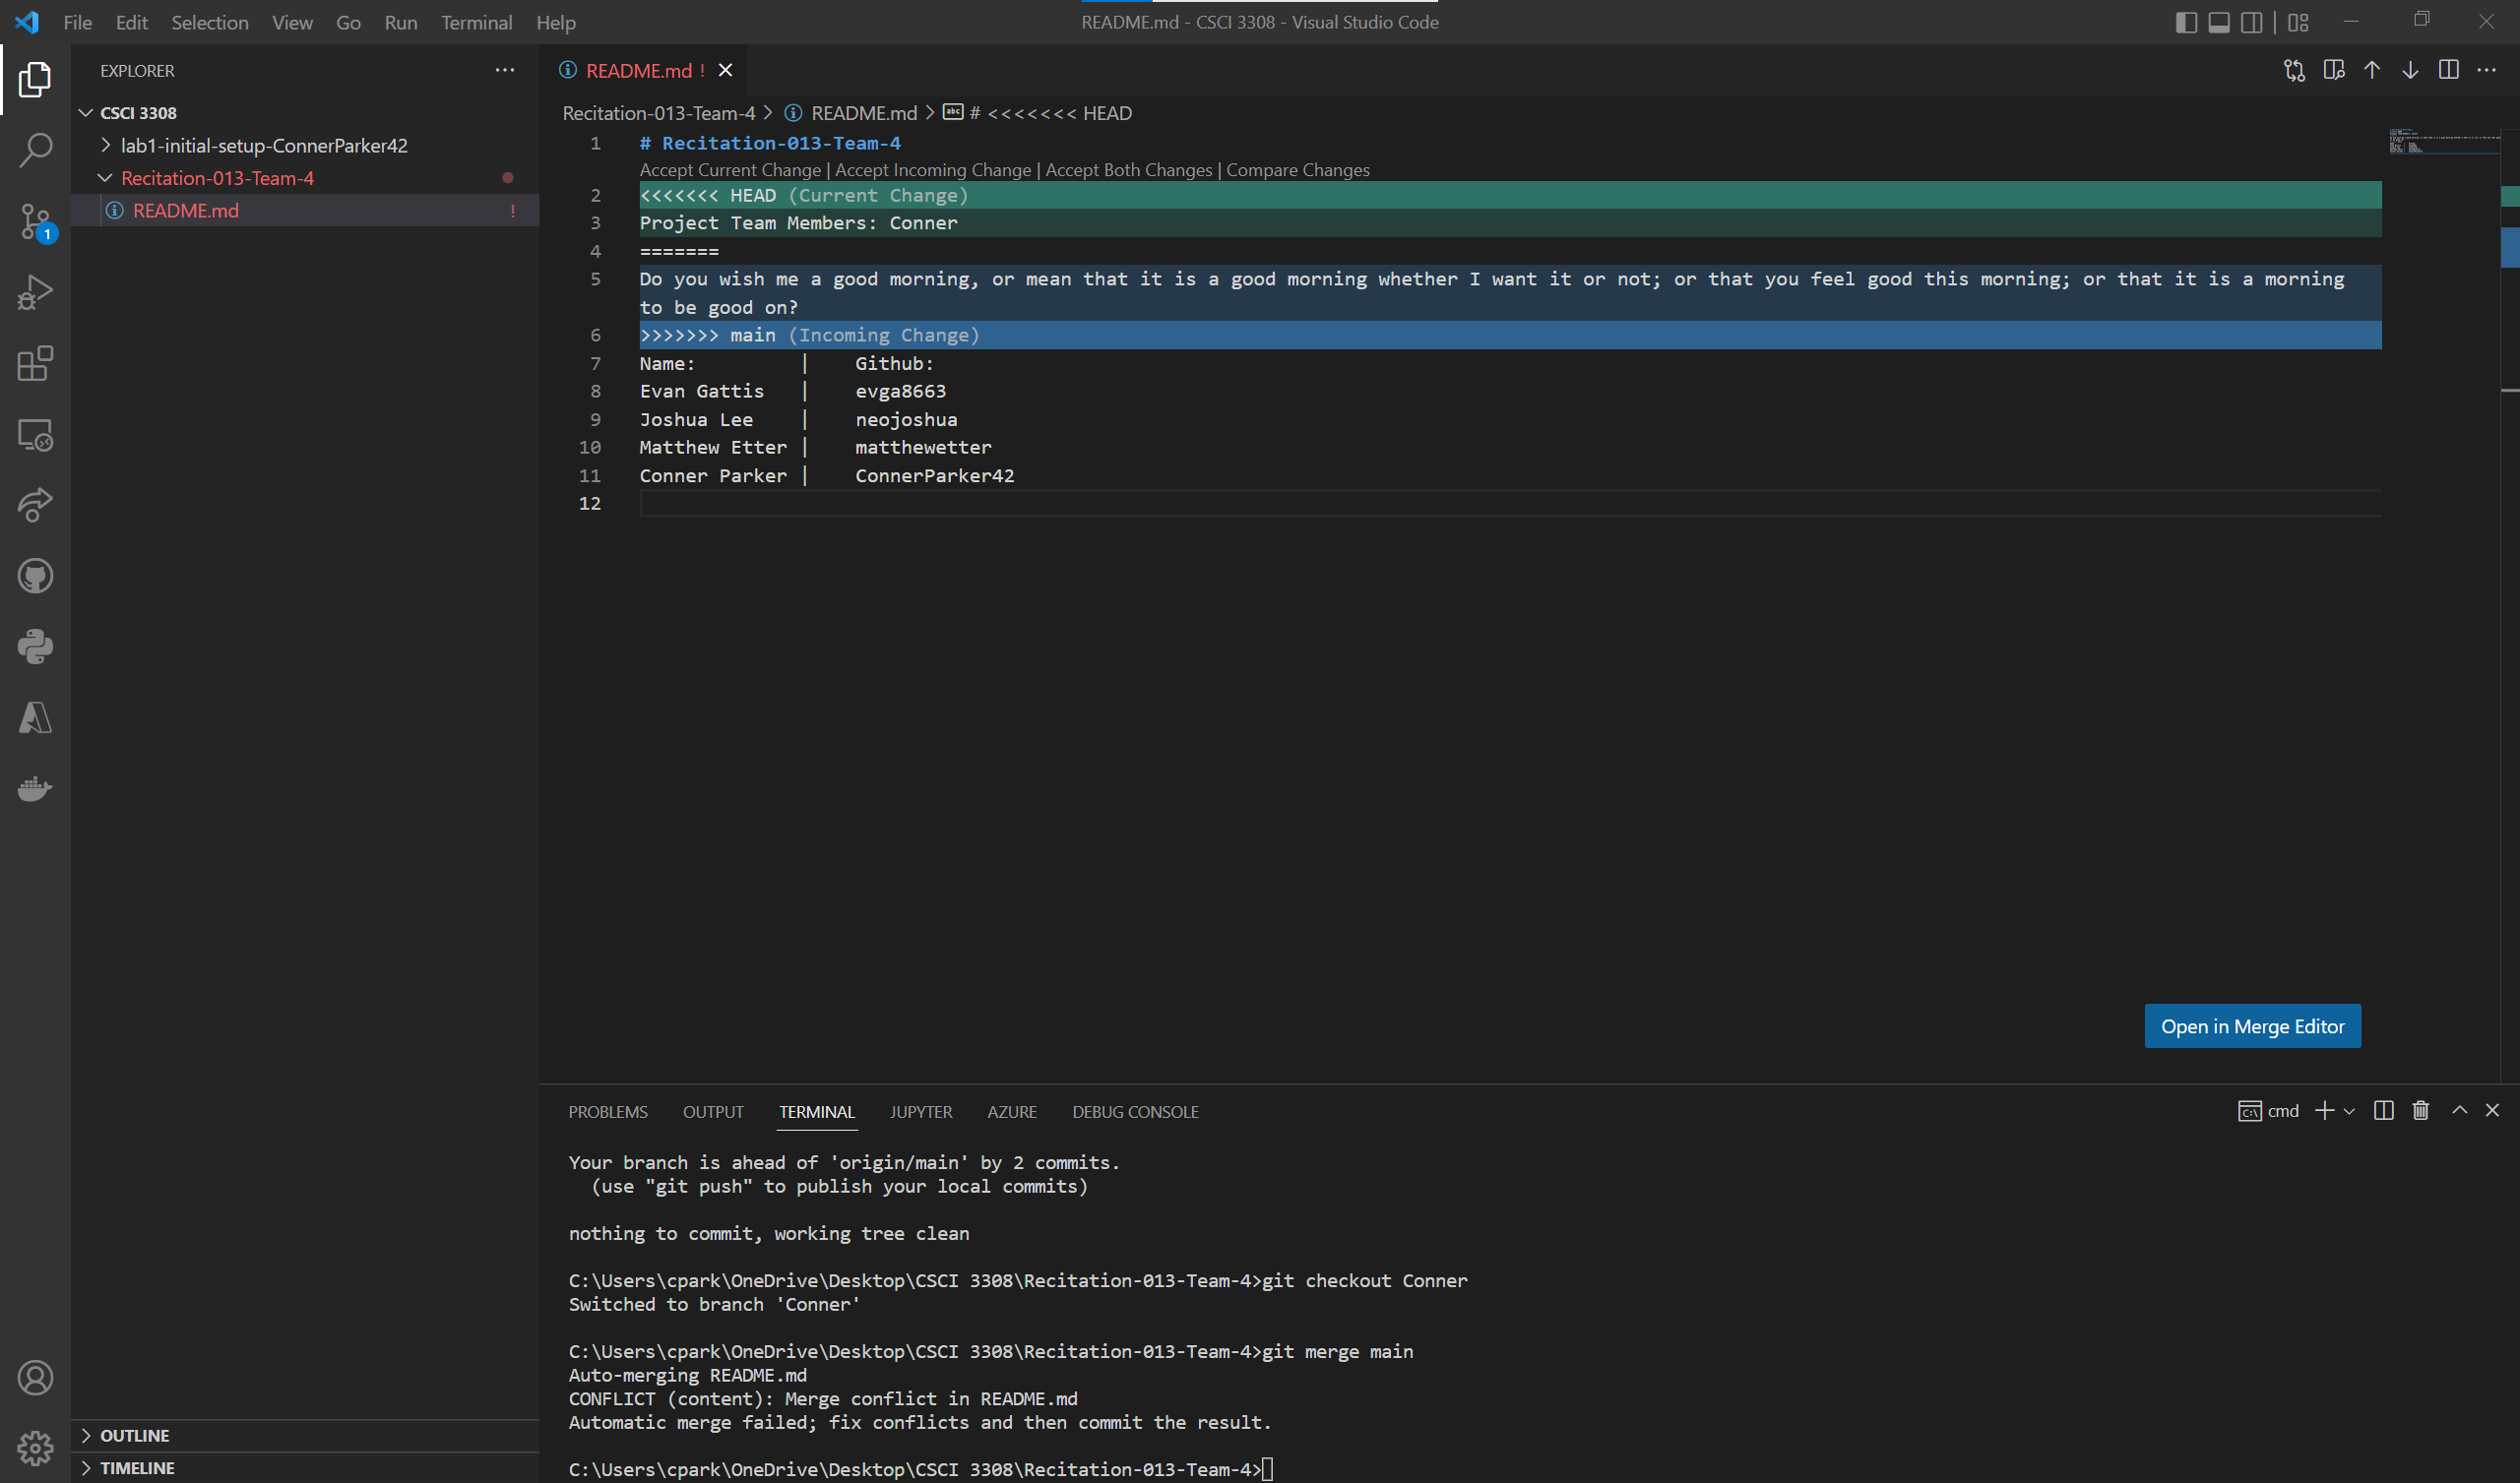 File Edit Selection View Go Run Terminal Help
README.md - CSCI 3308 - Visual Studio Code
EXPLORER
CSCI 3308
lab1-initial-setup-ConnerParker42
Recitation-013-Team-4
README.md !
1
README.md !
Recitation-013-Team-4 > README.md > abc # <<<<<<< HEAD
1 # Recitation-013-Team-4
Accept Current Change | Accept Incoming Change | Accept Both Changes | Compare Changes
2 <<<<<<< HEAD (Current Change)
3 Project Team Members: Conner
4 =======
5 Do you wish me a good morning, or mean that it is a good morning whether I want it or not; or that you feel good this morning; or that it is a morning
to be good on?
6 >>>>>>> main (Incoming Change)
7 Name: | Github:
8 Evan Gattis | evga8663
9 Joshua Lee | neojoshua
10 Matthew Etter | matthewetter
11 Conner Parker | ConnerParker42
12
Open in Merge Editor
PROBLEMS OUTPUT TERMINAL JUPYTER AZURE DEBUG CONSOLE
cmd
Your branch is ahead of 'origin/main' by 2 commits.
(use "git push" to publish your local commits)
nothing to commit, working tree clean
C:\Users\cpark\OneDrive\Desktop\CSCI 3308\Recitation-013-Team-4>git checkout Conner
Switched to branch 'Conner'
C:\Users\cpark\OneDrive\Desktop\CSCI 3308\Recitation-013-Team-4>git merge main
Auto-merging README.md
CONFLICT (content): Merge conflict in README.md
Automatic merge failed; fix conflicts and then commit the result.
C:\Users\cpark\OneDrive\Desktop\CSCI 3308\Recitation-013-Team-4>
OUTLINE
TIMELINE